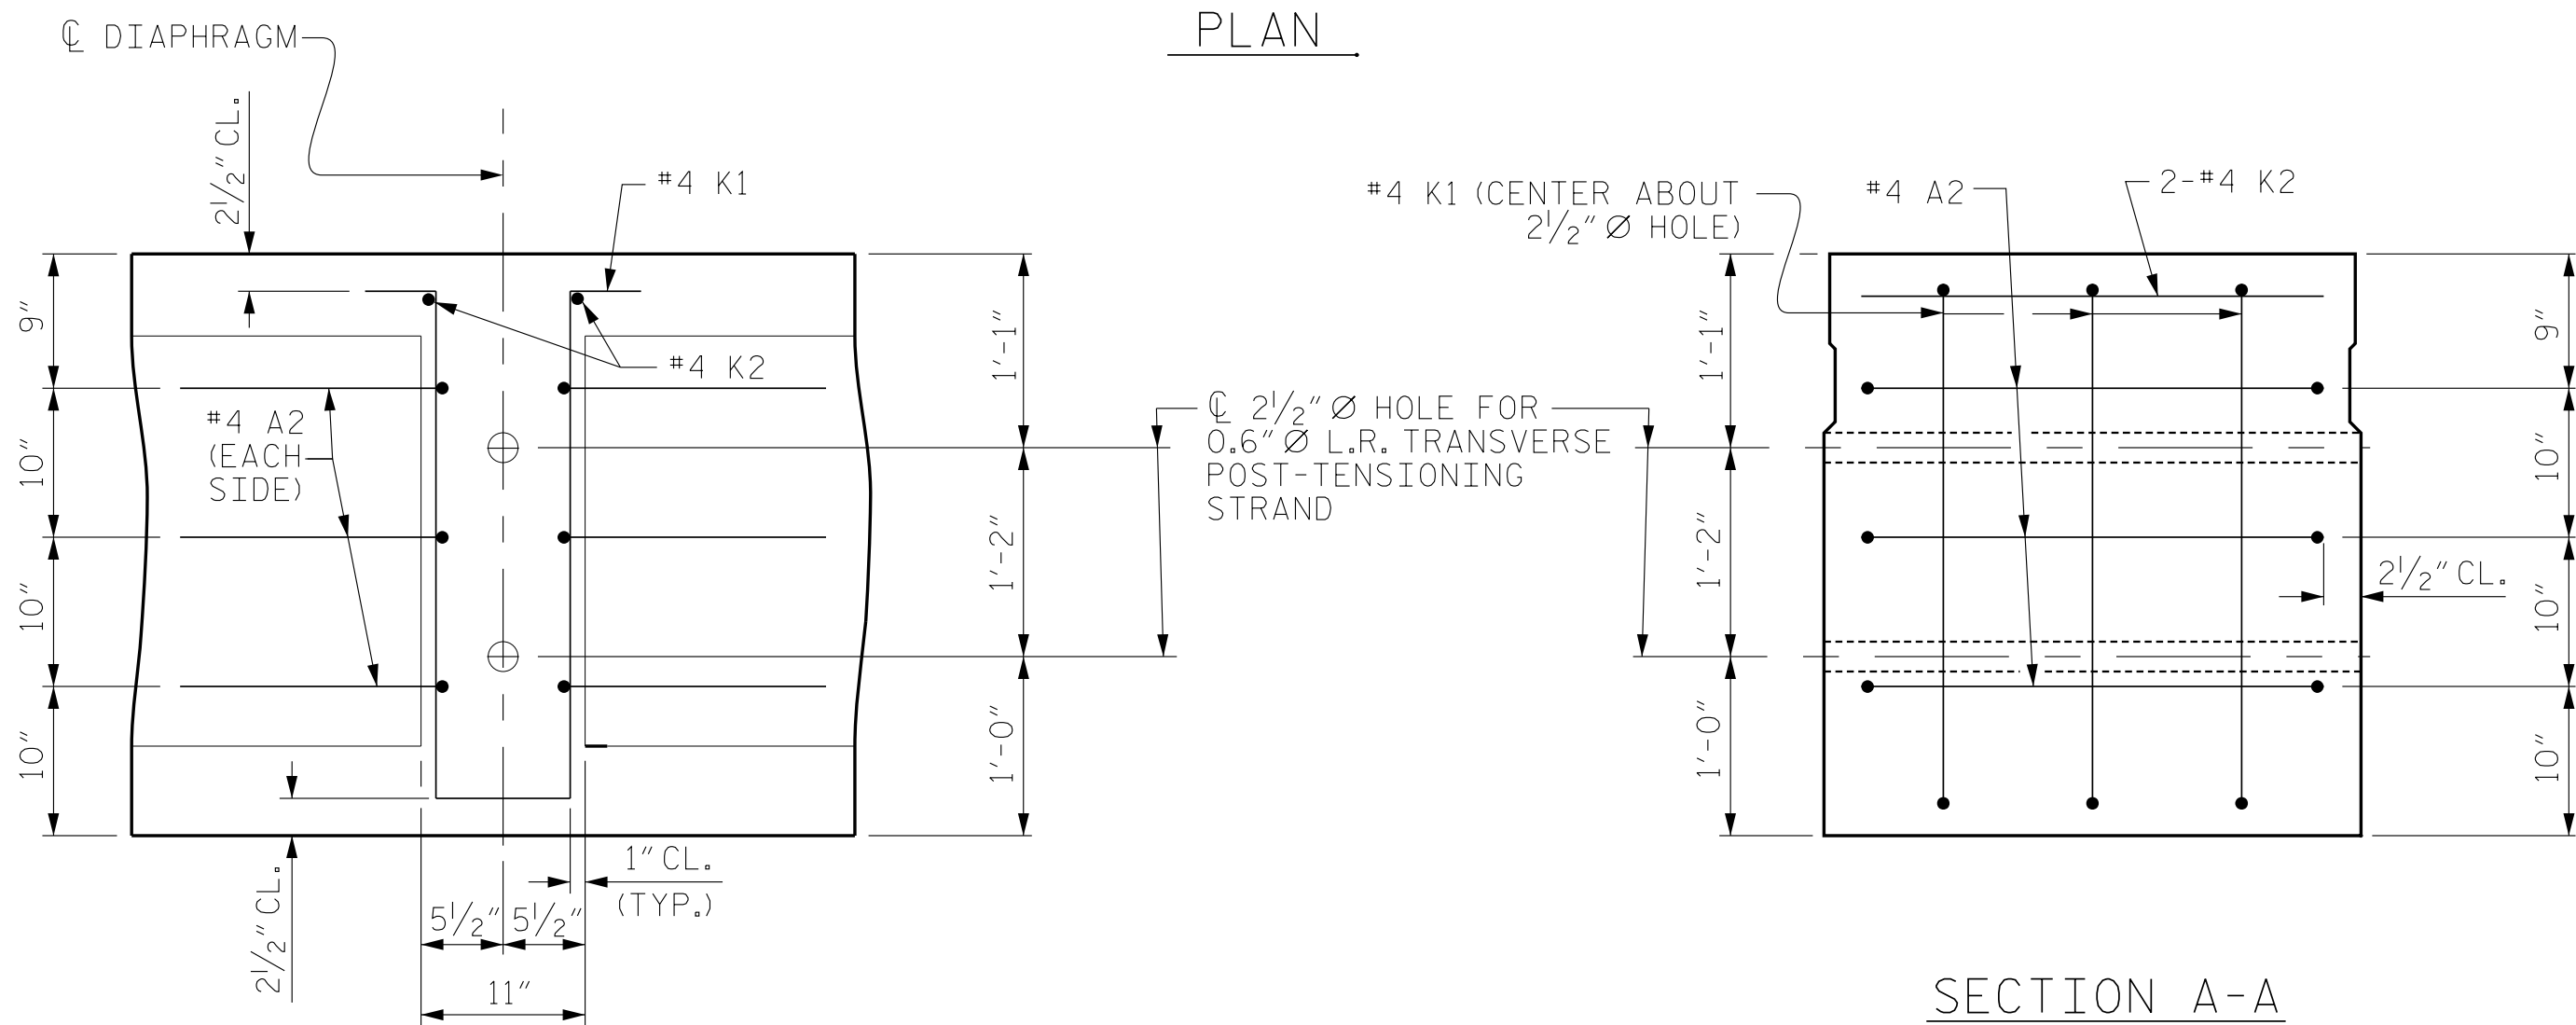 PLAN
℄ DIAPHRAGM
2½" CL.
#4 K1
#4 K2
#4 A2
(EACH
SIDE)
9"
10"
10"
10"
2½" CL.
1'-1"
1'-2"
1'-0"
1" CL.
(TYP.)
5½"
5½"
11"
℄ 2½" Ø HOLE FOR
0.6" Ø L.R. TRANSVERSE
POST-TENSIONING
STRAND
#4 K1 (CENTER ABOUT
2½" Ø HOLE)
#4 A2
2-#4 K2
1'-1"
1'-2"
1'-0"
9"
10"
10"
10"
2½" CL.
SECTION A-A